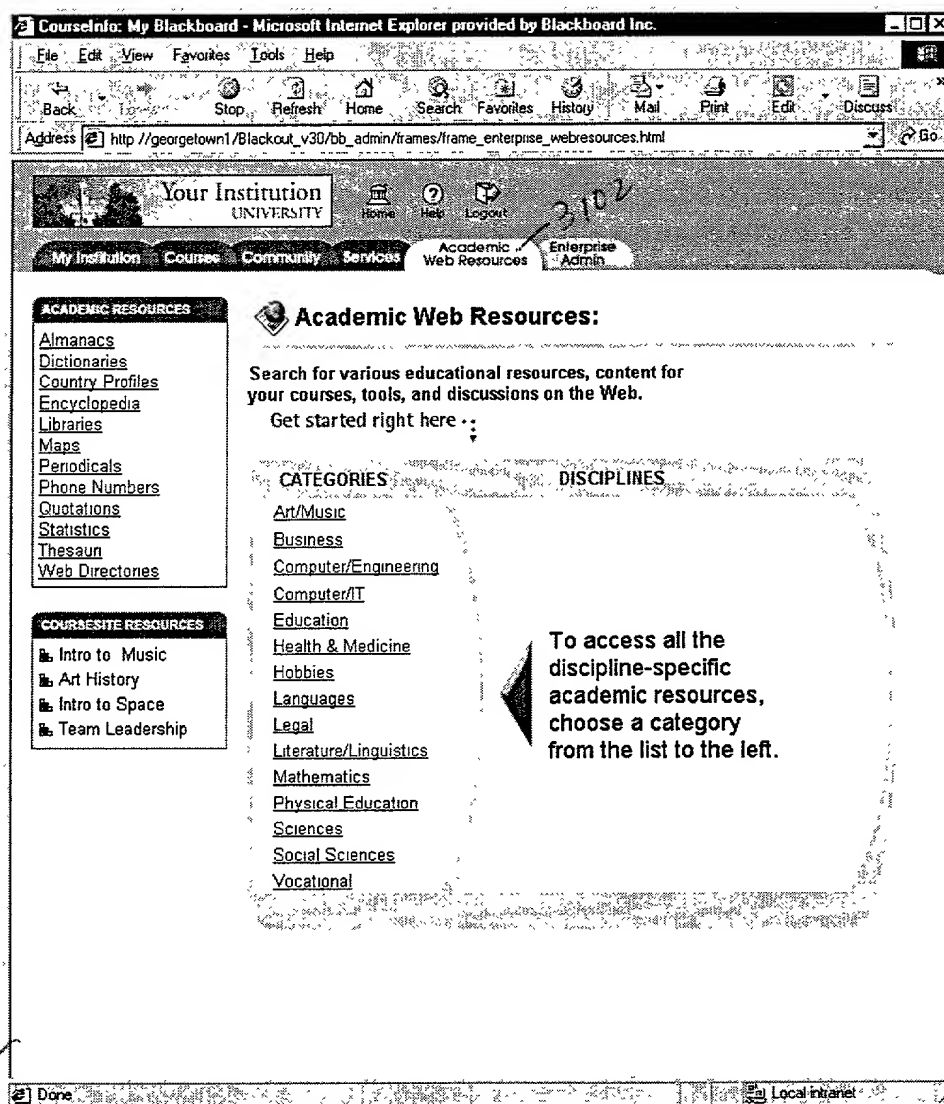 CourseInfo: My Blackboard - Microsoft Internet Explorer provided by Blackboard Inc.
File Edit View Favorites Tools Help
Back Stop Refresh Home Search Favorites History Mail Print Edit Discuss
Address http //georgetown1/Blackout_v30/bb_admin/frames/frame_enterprise_webresources.html Go
Your Institution
UNIVERSITY
Home Help Logout
3102
My Institution Courses Community Services Academic Web Resources Enterprise Admin
ACADEMIC RESOURCES
Almanacs
Dictionaries
Country Profiles
Encyclopedia
Libraries
Maps
Periodicals
Phone Numbers
Quotations
Statistics
Thesauri
Web Directories
COURSESITE RESOURCES
Intro to Music
Art History
Intro to Space
Team Leadership
Academic Web Resources:
Search for various educational resources, content for
your courses, tools, and discussions on the Web.
Get started right here
CATEGORIES DISCIPLINES
Art/Music
Business
Computer/Engineering
Computer/IT
Education
Health & Medicine
Hobbies
Languages
Legal
Literature/Linguistics
Mathematics
Physical Education
Sciences
Social Sciences
Vocational
To access all the
discipline-specific
academic resources,
choose a category
from the list to the left.
Done Local intranet